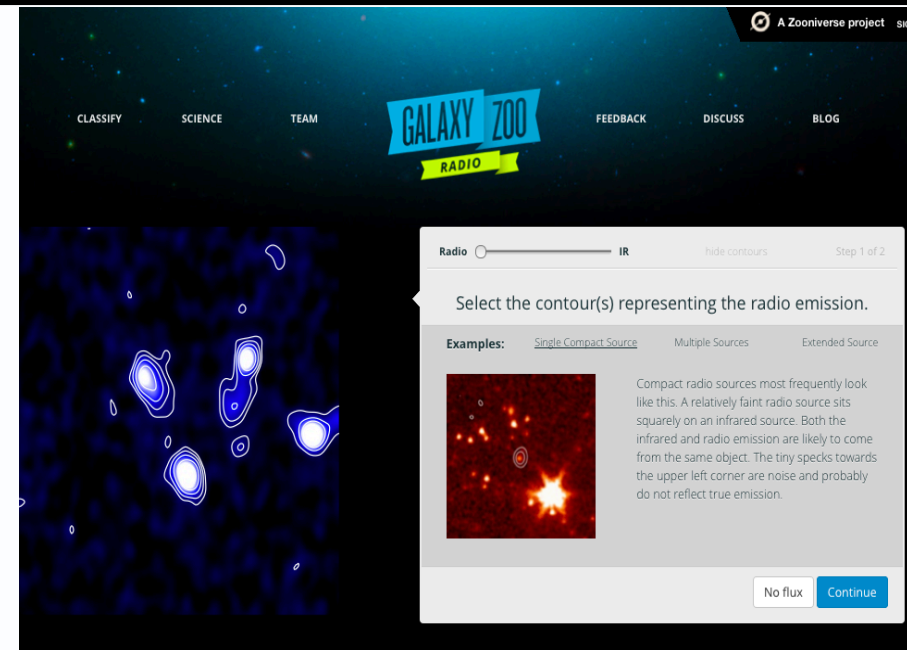 A Zooniverse project
CLASSIFY SCIENCE TEAM GALAXY ZOO FEEDBACK DISCUSS BLOG
RADIO
Radio IR hide contours Step 1 of 2
Select the contour(s) representing the radio emission.
Examples: Single Compact Source Multiple Sources Extended Source
Compact radio sources most frequently look
like this. A relatively faint radio source sits
squarely on an infrared source. Both the
infrared and radio emission are likely to come
from the same object. The tiny specks towards
the upper left corner are noise and probably
do not reflect true emission.
No flux Continue